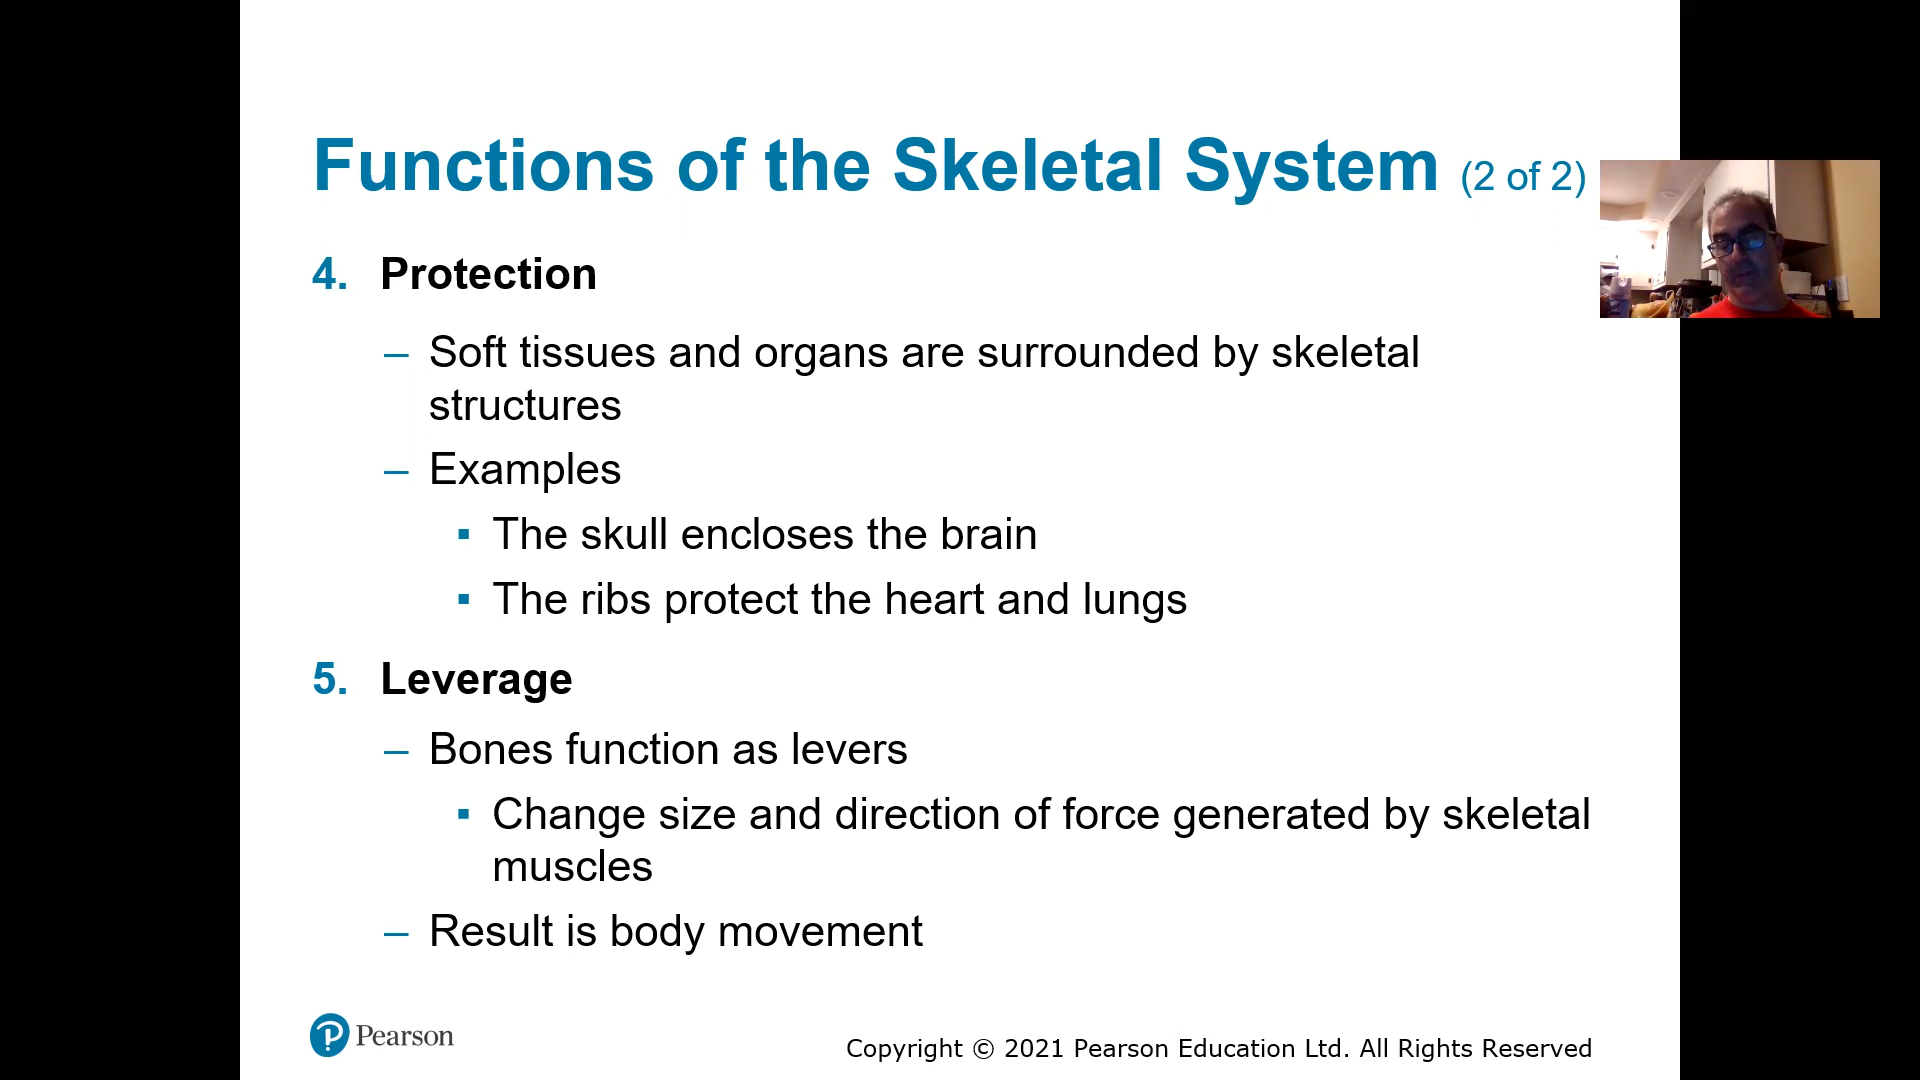 Functions of the Skeletal System (2 of 2)
4. Protection
– Soft tissues and organs are surrounded by skeletal
structures
– Examples
▪ The skull encloses the brain
▪ The ribs protect the heart and lungs
5. Leverage
– Bones function as levers
▪ Change size and direction of force generated by skeletal
muscles
– Result is body movement
Pearson
Copyright © 2021 Pearson Education Ltd. All Rights Reserved